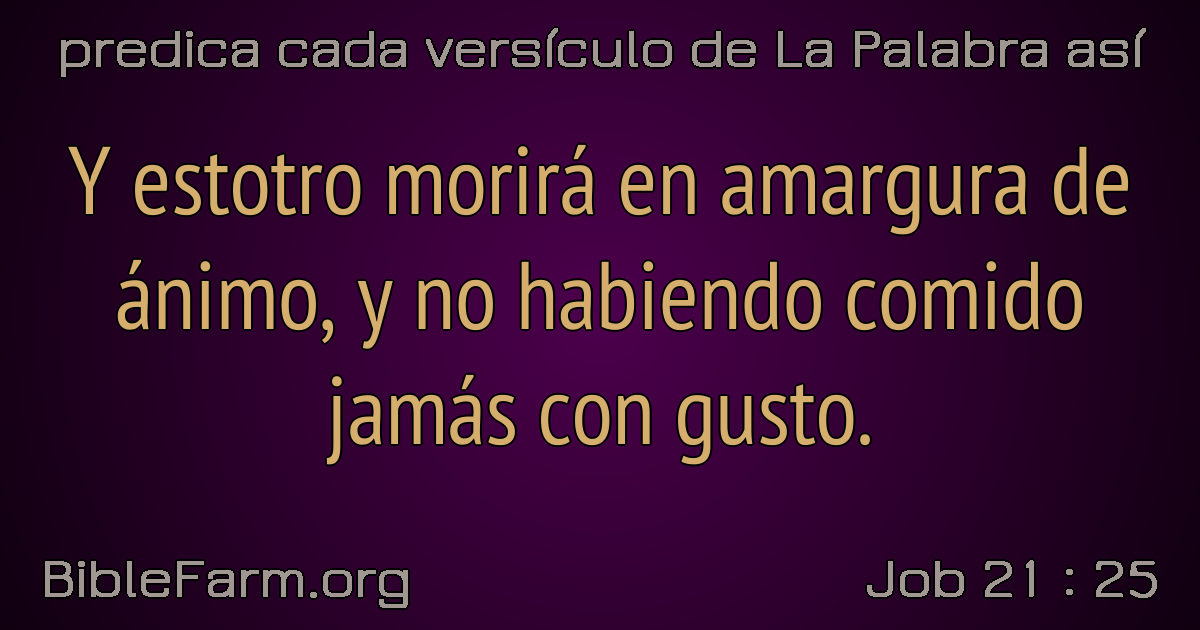 predica cada versículo de La Palabra así
Y estotro morirá en amargura de
ánimo, y no habiendo comido
jamás con gusto.
BibleFarm.org
Job 21 : 25